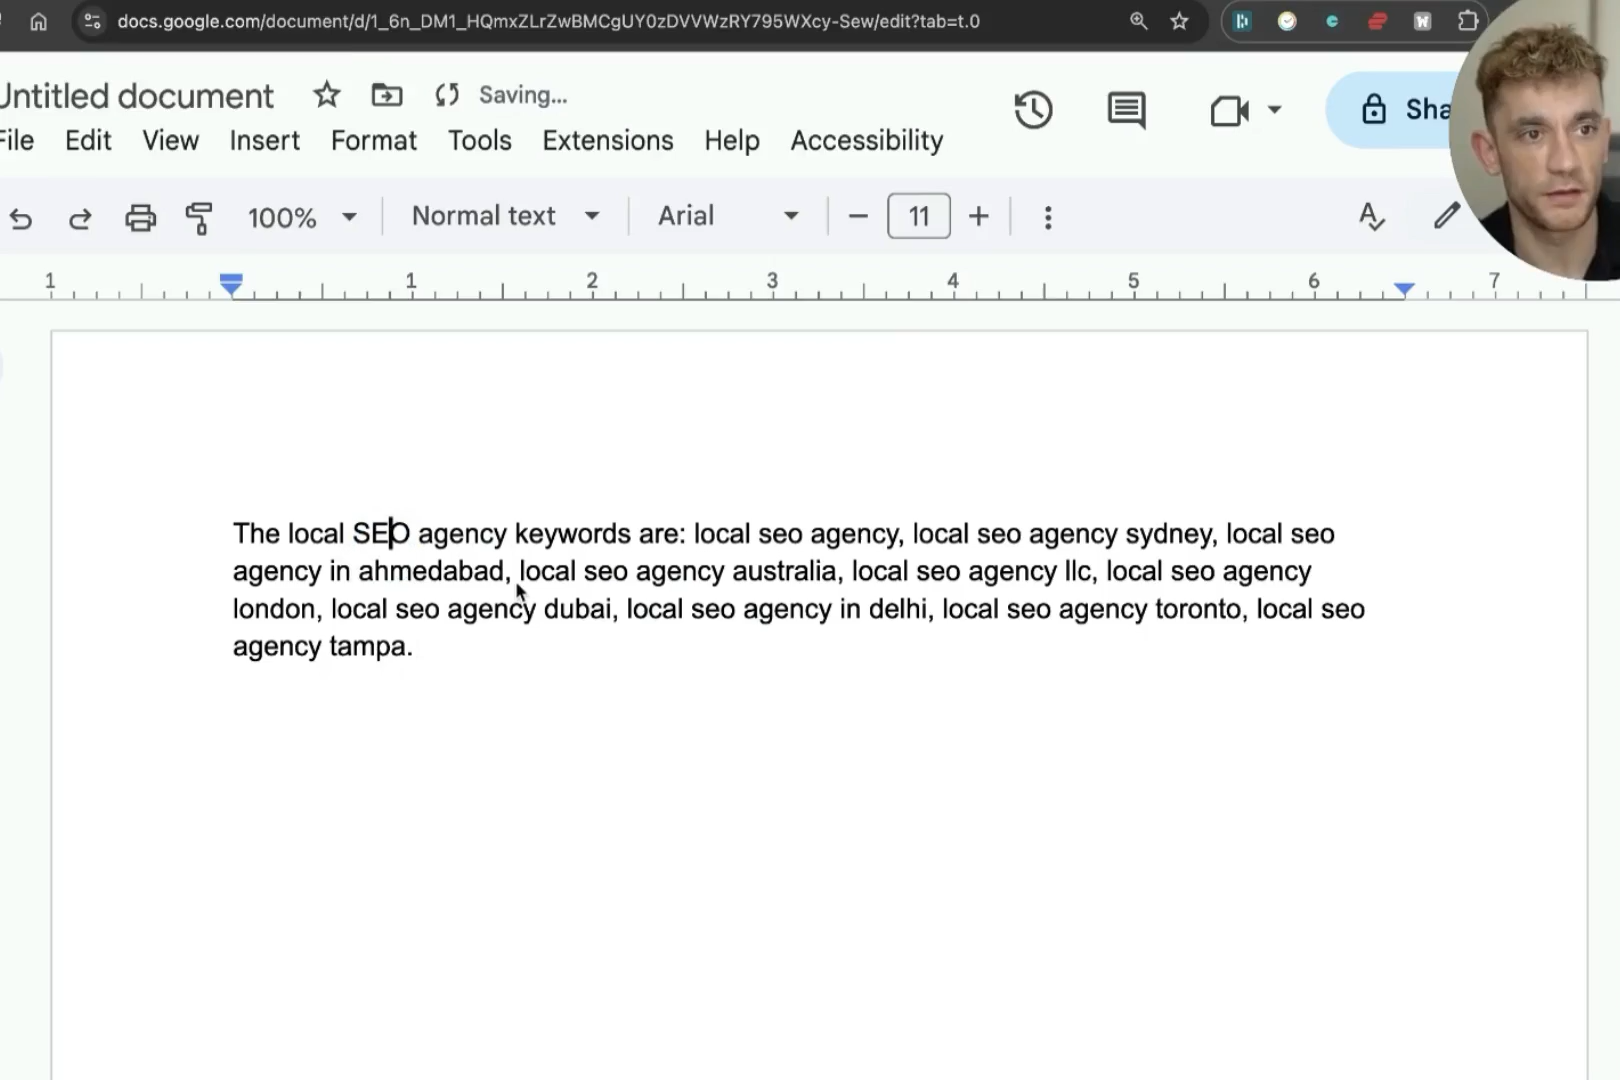 docs.google.com/document/d/1_6n_DM1_HQmxZLrZwBMCgUY0zDVVWzRY795WXcy-Sew/edit?tab=t.0
Untitled document Saving...
File Edit View Insert Format Tools Extensions Help Accessibility
Sha
100% Normal text Arial 11
1 1 2 3 4 5 6 7
The local SEO agency keywords are: local seo agency, local seo agency sydney, local seo
agency in ahmedabad, local seo agency australia, local seo agency llc, local seo agency
london, local seo agency dubai, local seo agency in delhi, local seo agency toronto, local seo
agency tampa.